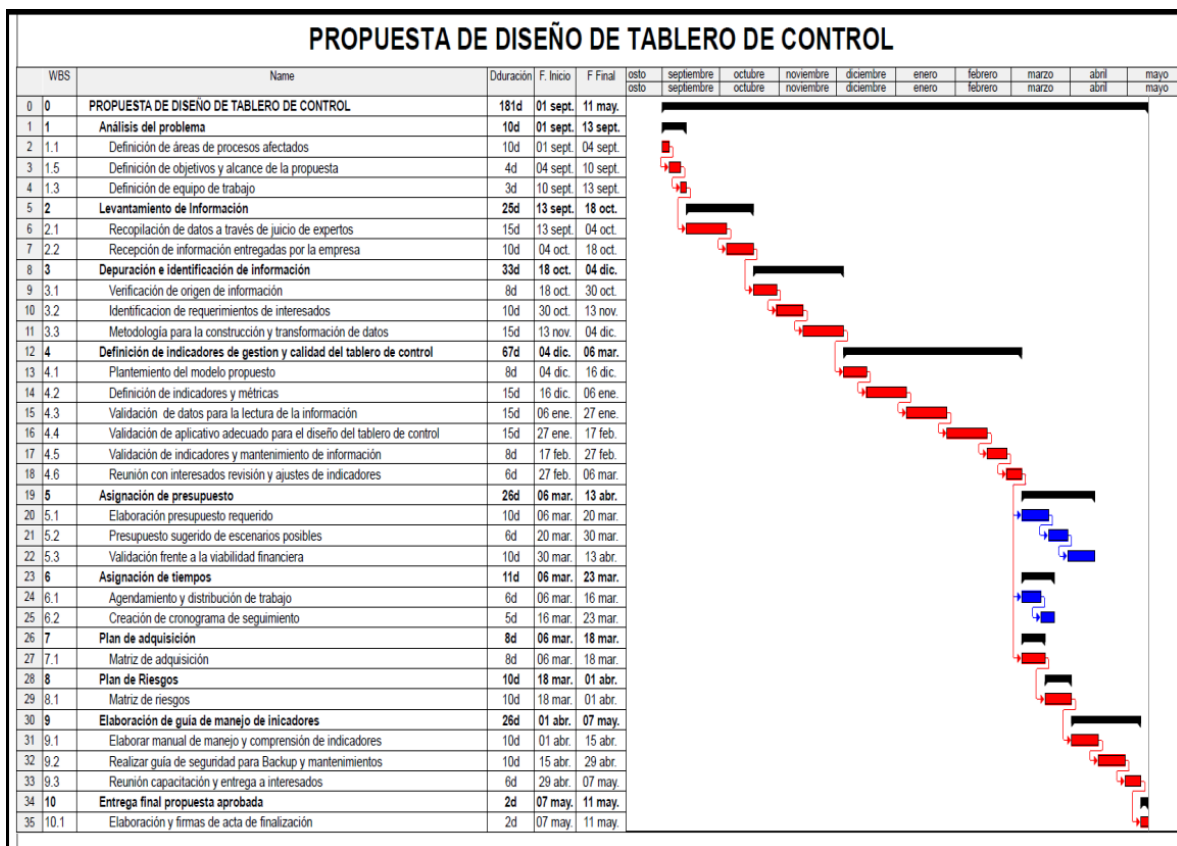 PROPUESTA DE DISEÑO DE TABLERO DE CONTROL
WBS Name Dduración F. Inicio F Final osto septiembre octubre noviembre diciembre enero febrero marzo abril mayo
osto septiembre octubre noviembre diciembre enero febrero marzo abril mayo
0 0 PROPUESTA DE DISEÑO DE TABLERO DE CONTROL 181d 01 sept. 11 may.
1 1 Análisis del problema 10d 01 sept. 13 sept.
2 1.1 Definición de áreas de procesos afectados 10d 01 sept. 04 sept.
3 1.5 Definición de objetivos y alcance de la propuesta 4d 04 sept. 10 sept.
4 1.3 Definición de equipo de trabajo 3d 10 sept. 13 sept.
5 2 Levantamiento de Información 25d 13 sept. 18 oct.
6 2.1 Recopilación de datos a través de juicio de expertos 15d 13 sept. 04 oct.
7 2.2 Recepción de información entregadas por la empresa 10d 04 oct. 18 oct.
8 3 Depuración e identificación de información 33d 18 oct. 04 dic.
9 3.1 Verificación de origen de información 8d 18 oct. 30 oct.
10 3.2 Identificacion de requerimientos de interesados 10d 30 oct. 13 nov.
11 3.3 Metodología para la construcción y transformación de datos 15d 13 nov. 04 dic.
12 4 Definición de indicadores de gestion y calidad del tablero de control 67d 04 dic. 06 mar.
13 4.1 Plantemiento del modelo propuesto 8d 04 dic. 16 dic.
14 4.2 Definición de indicadores y métricas 15d 16 dic. 06 ene.
15 4.3 Validación de datos para la lectura de la información 15d 06 ene. 27 ene.
16 4.4 Validación de aplicativo adecuado para el diseño del tablero de control 15d 27 ene. 17 feb.
17 4.5 Validación de indicadores y mantenimiento de información 8d 17 feb. 27 feb.
18 4.6 Reunión con interesados revisión y ajustes de indicadores 6d 27 feb. 06 mar.
19 5 Asignación de presupuesto 26d 06 mar. 13 abr.
20 5.1 Elaboración presupuesto requerido 10d 06 mar. 20 mar.
21 5.2 Presupuesto sugerido de escenarios posibles 6d 20 mar. 30 mar.
22 5.3 Validación frente a la viabilidad financiera 10d 30 mar. 13 abr.
23 6 Asignación de tiempos 11d 06 mar. 23 mar.
24 6.1 Agendamiento y distribución de trabajo 6d 06 mar. 16 mar.
25 6.2 Creación de cronograma de seguimiento 5d 16 mar. 23 mar.
26 7 Plan de adquisición 8d 06 mar. 18 mar.
27 7.1 Matriz de adquisición 8d 06 mar. 18 mar.
28 8 Plan de Riesgos 10d 18 mar. 01 abr.
29 8.1 Matriz de riesgos 10d 18 mar. 01 abr.
30 9 Elaboración de guia de manejo de inicadores 26d 01 abr. 07 may.
31 9.1 Elaborar manual de manejo y comprensión de indicadores 10d 01 abr. 15 abr.
32 9.2 Realizar guía de seguridad para Backup y mantenimientos 10d 15 abr. 29 abr.
33 9.3 Reunión capacitación y entrega a interesados 6d 29 abr. 07 may.
34 10 Entrega final propuesta aprobada 2d 07 may. 11 may.
35 10.1 Elaboración y firmas de acta de finalización 2d 07 may. 11 may.